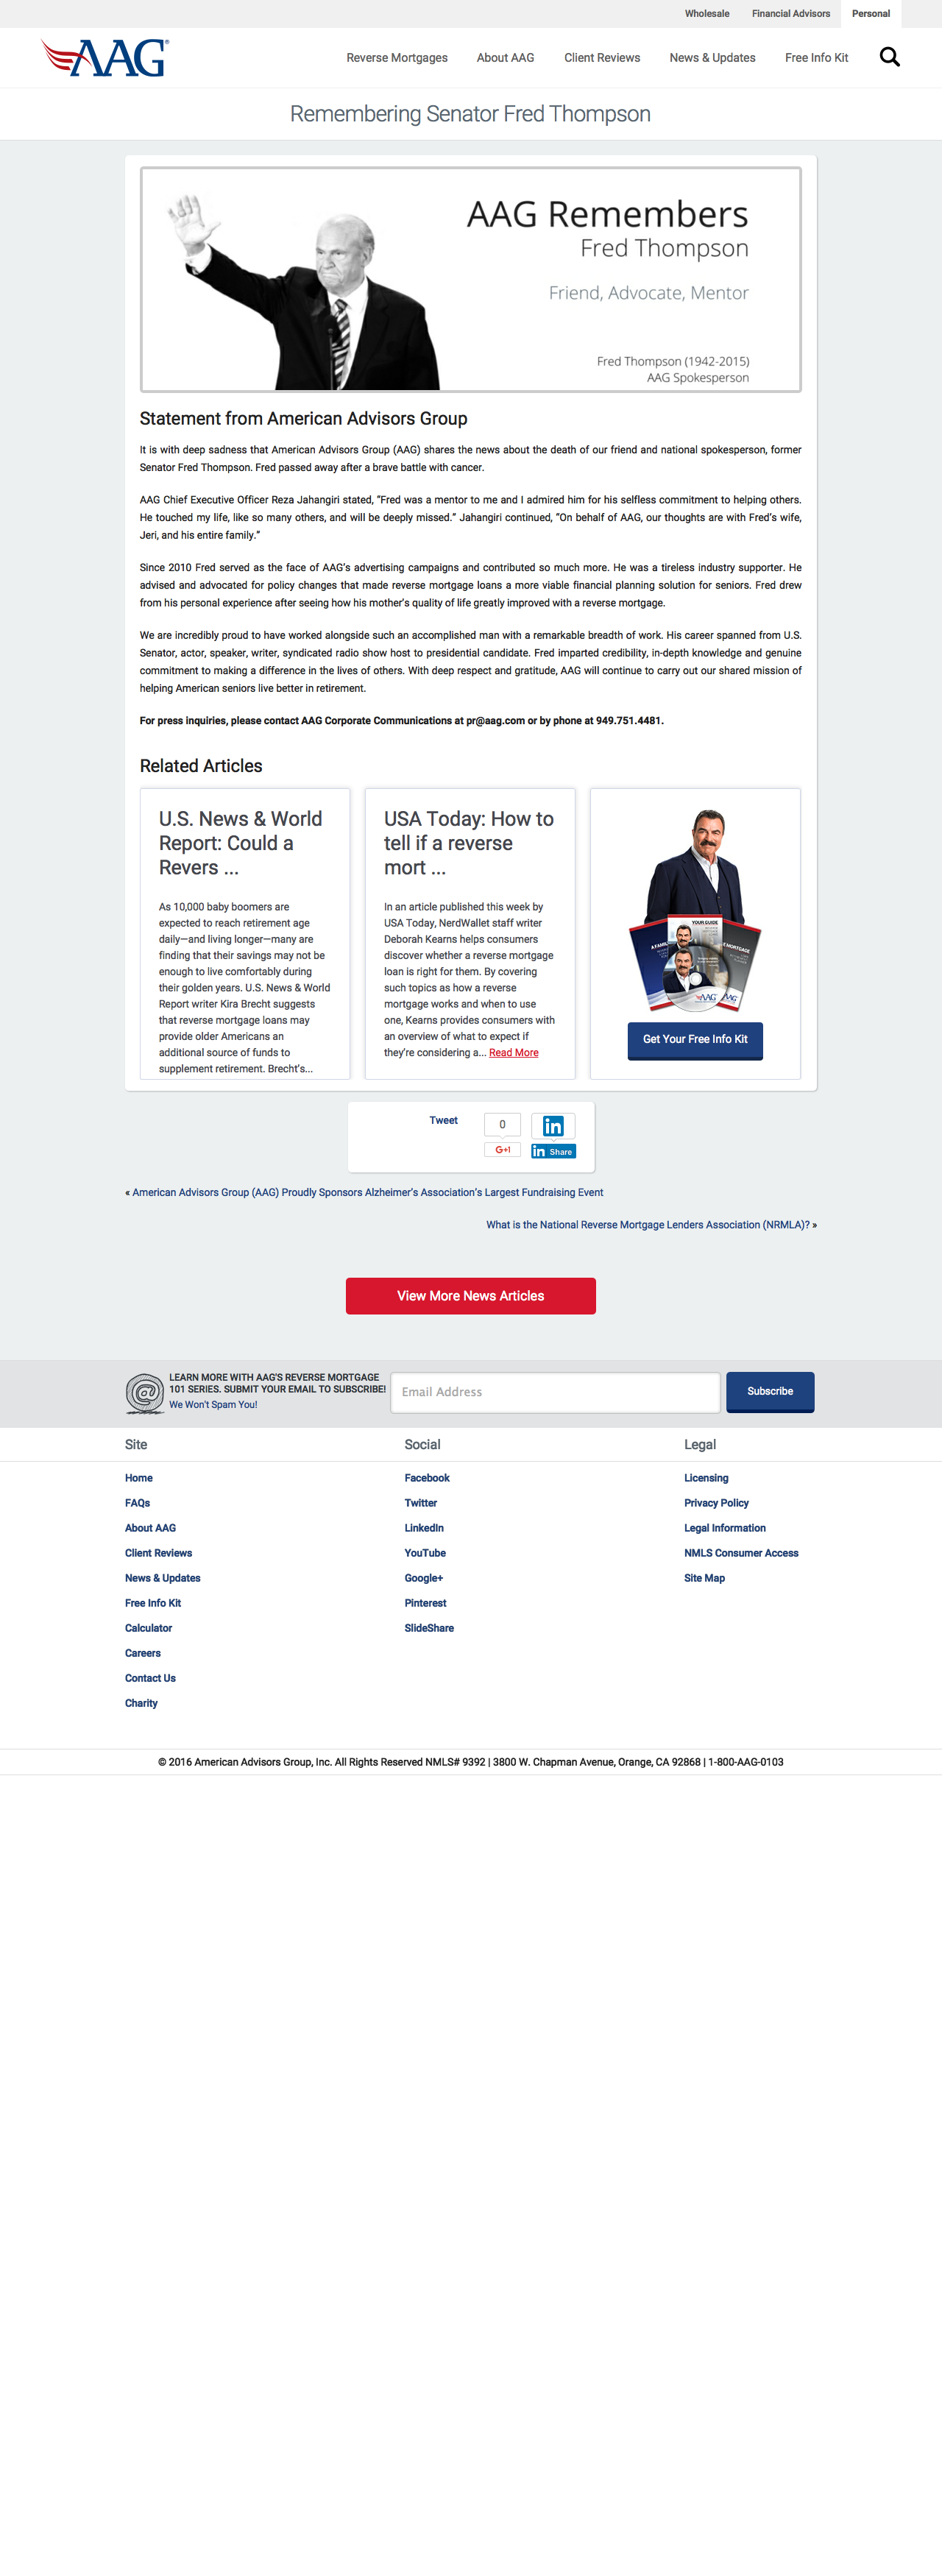 Wholesale
Financial Advisors
Personal
AAG®
Reverse Mortgages
About AAG
Client Reviews
News & Updates
Free Info Kit
Remembering Senator Fred Thompson
AAG Remembers
Fred Thompson
Friend, Advocate, Mentor
Fred Thompson (1942-2015)
AAG Spokesperson
Statement from American Advisors Group
It is with deep sadness that American Advisors Group (AAG) shares the news about the death of our friend and national spokesperson, former
Senator Fred Thompson. Fred passed away after a brave battle with cancer.
AAG Chief Executive Officer Reza Jahangiri stated, “Fred was a mentor to me and I admired him for his selfless commitment to helping others.
He touched my life, like so many others, and will be deeply missed.” Jahangiri continued, “On behalf of AAG, our thoughts are with Fred’s wife,
Jeri, and his entire family.”
Since 2010 Fred served as the face of AAG’s advertising campaigns and contributed so much more. He was a tireless industry supporter. He
advised and advocated for policy changes that made reverse mortgage loans a more viable financial planning solution for seniors. Fred drew
from his personal experience after seeing how his mother’s quality of life greatly improved with a reverse mortgage.
We are incredibly proud to have worked alongside such an accomplished man with a remarkable breadth of work. His career spanned from U.S.
Senator, actor, speaker, writer, syndicated radio show host to presidential candidate. Fred imparted credibility, in-depth knowledge and genuine
commitment to making a difference in the lives of others. With deep respect and gratitude, AAG will continue to carry out our shared mission of
helping American seniors live better in retirement.
For press inquiries, please contact AAG Corporate Communications at pr@aag.com or by phone at 949.751.4481.
Related Articles
U.S. News & World
Report: Could a
Revers ...
As 10,000 baby boomers are
expected to reach retirement age
daily—and living longer—many are
finding that their savings may not be
enough to live comfortably during
their golden years. U.S. News & World
Report writer Kira Brecht suggests
that reverse mortgage loans may
provide older Americans an
additional source of funds to
supplement retirement. Brecht’s...
USA Today: How to
tell if a reverse
mort ...
In an article published this week by
USA Today, NerdWallet staff writer
Deborah Kearns helps consumers
discover whether a reverse mortgage
loan is right for them. By covering
such topics as how a reverse
mortgage works and when to use
one, Kearns provides consumers with
an overview of what to expect if
they’re considering a... Read More
YOUR GUIDE
AAG
AAG
Get Your Free Info Kit
Tweet
0
G+1
in
in Share
« American Advisors Group (AAG) Proudly Sponsors Alzheimer’s Association’s Largest Fundraising Event
What is the National Reverse Mortgage Lenders Association (NRMLA)? »
View More News Articles
@
LEARN MORE WITH AAG'S REVERSE MORTGAGE
101 SERIES. SUBMIT YOUR EMAIL TO SUBSCRIBE!
We Won't Spam You!
Email Address
Subscribe
Site
Home
FAQs
About AAG
Client Reviews
News & Updates
Free Info Kit
Calculator
Careers
Contact Us
Charity
Social
Facebook
Twitter
LinkedIn
YouTube
Google+
Pinterest
SlideShare
Legal
Licensing
Privacy Policy
Legal Information
NMLS Consumer Access
Site Map
© 2016 American Advisors Group, Inc. All Rights Reserved NMLS# 9392 | 3800 W. Chapman Avenue, Orange, CA 92868 | 1-800-AAG-0103